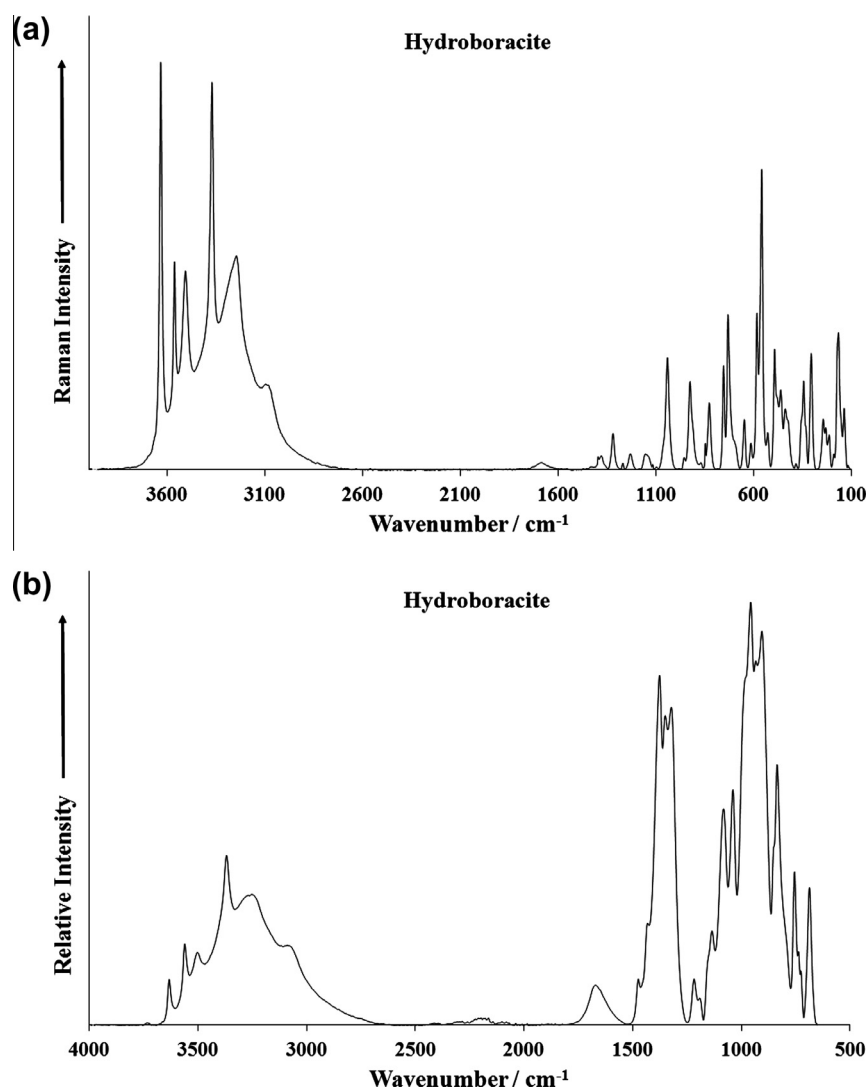 (a)
Hydroboracite
Raman Intensity
3600 3100 2600 2100 1600 1100 600 100
Wavenumber / cm-1
(b)
Hydroboracite
Relative Intensity
4000 3500 3000 2500 2000 1500 1000 500
Wavenumber / cm-1